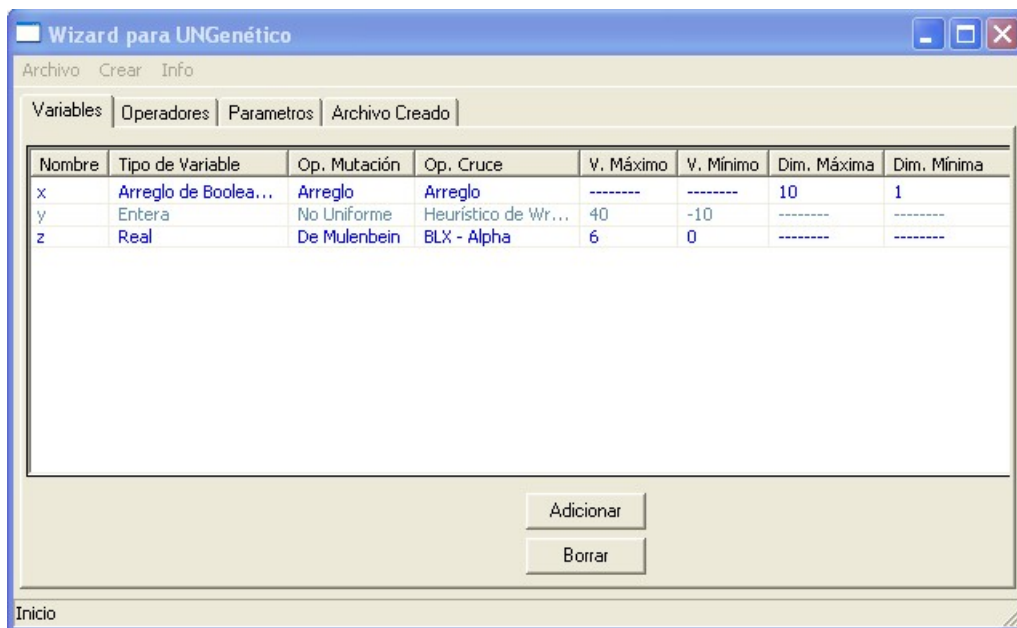 Wizard para UNGenético
Archivo Crear Info
Variables Operadores Parametros Archivo Creado
Nombre Tipo de Variable Op. Mutación Op. Cruce V. Máximo V. Mínimo Dim. Máxima Dim. Mínima
x Arreglo de Boolea... Arreglo Arreglo -------- -------- 10 1
y Entera No Uniforme Heurístico de Wr... 40 -10 -------- --------
z Real De Mulenbein BLX - Alpha 6 0 -------- --------
Adicionar
Borrar
Inicio